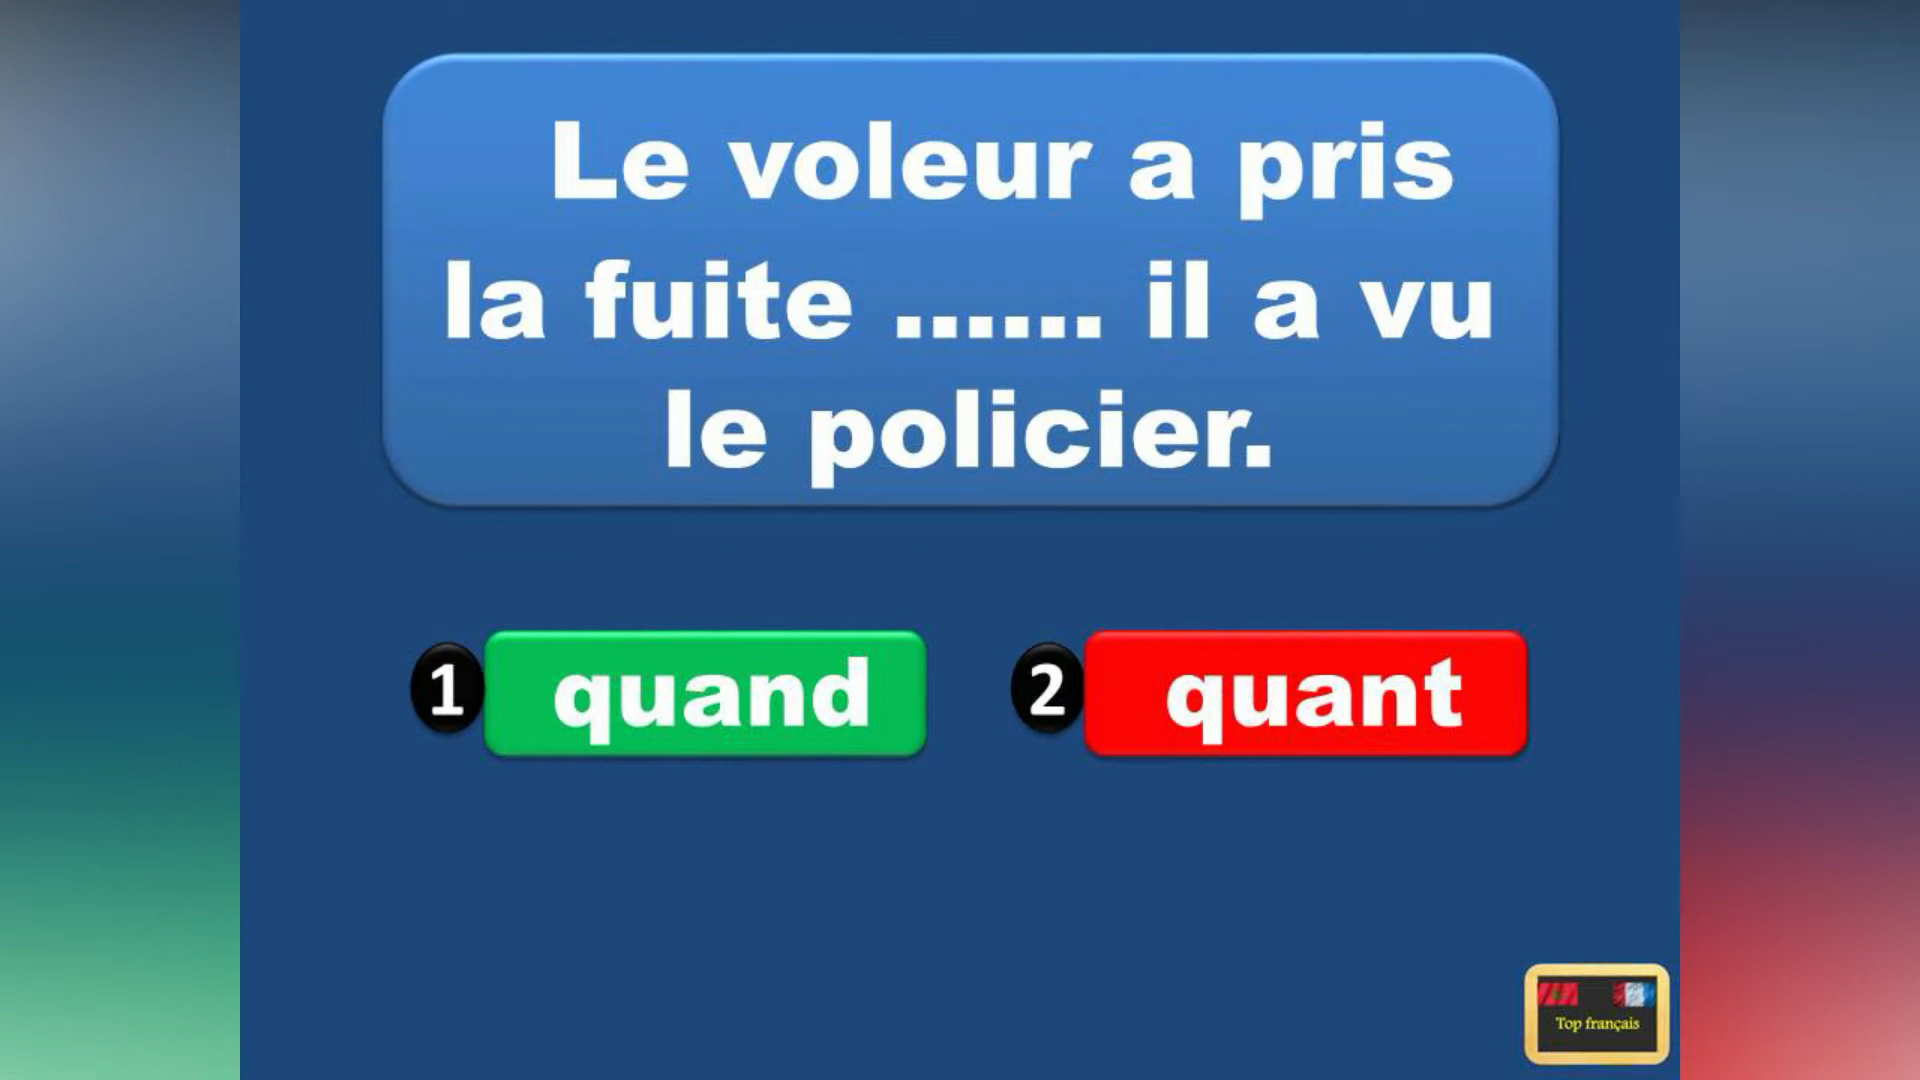 Le voleur a pris
la fuite ...... il a vu
le policier.
1 quand
2 quant
Top français